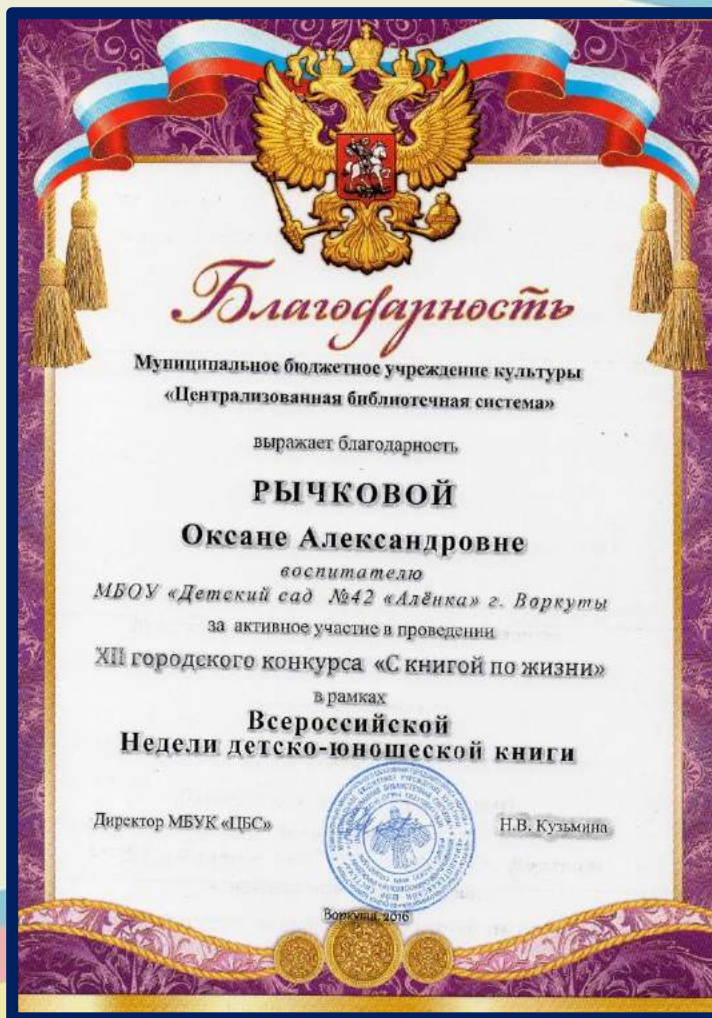 Благодарность
Муниципальное бюджетное учреждение культуры
«Централизованная библиотечная система»
выражает благодарность
РЫЧКОВОЙ
Оксане Александровне
воспитателю
МБОУ «Детский сад №42 «Алёнка» г. Воркуты
за активное участие в проведении
XII городского конкурса «С книгой по жизни»
в рамках
Всероссийской
Недели детско-юношеской книги
Директор МБУК «ЦБС» Н.В. Кузьмина
Воркута, 2016